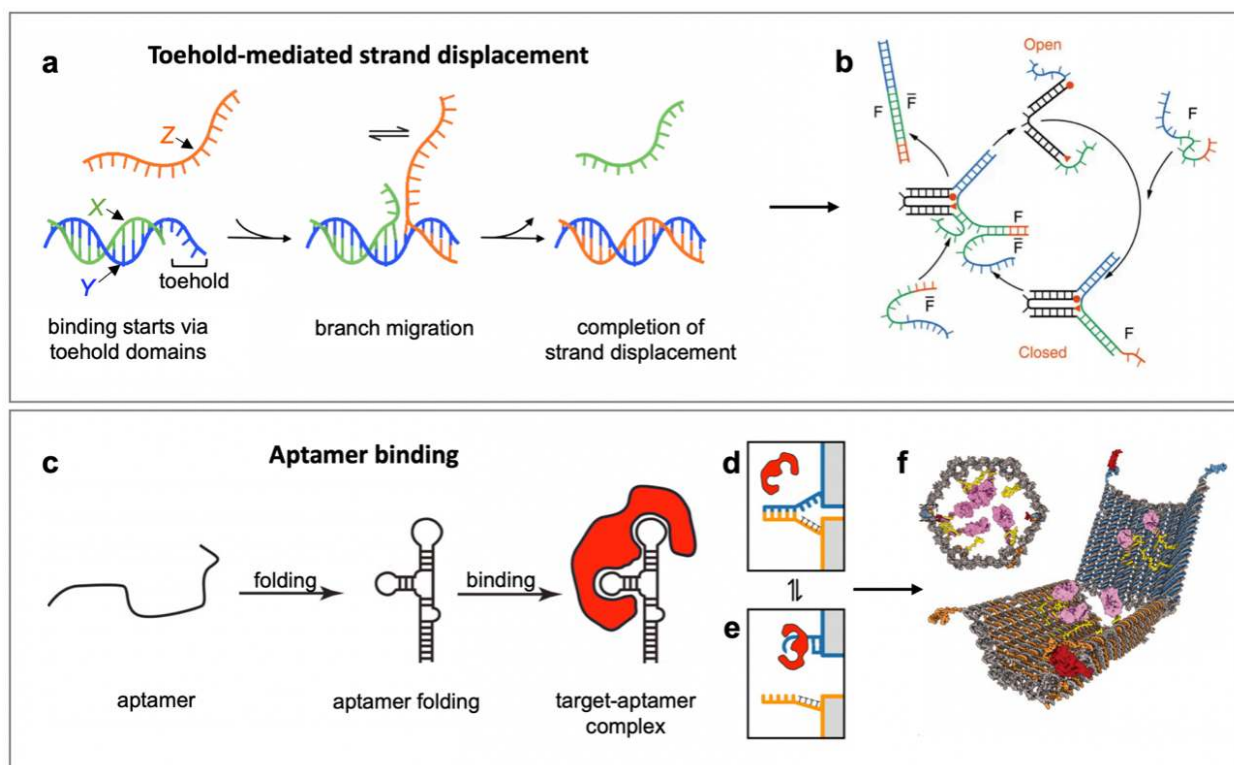 a
Toehold-mediated strand displacement
Z
X
Y
toehold
binding starts via
toehold domains
branch migration
completion of
strand displacement
b
Open
F
F̅
F
F
F̅
F̅
F
Closed
c
Aptamer binding
folding
binding
aptamer
aptamer folding
target-aptamer
complex
d
e
f